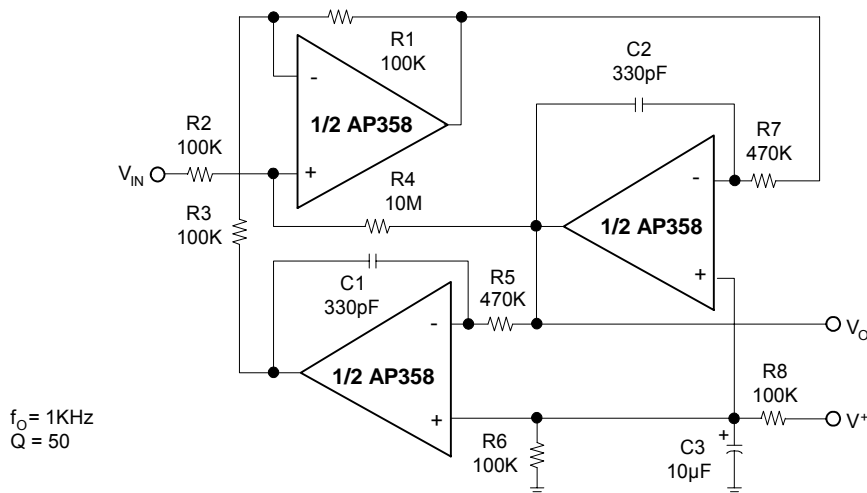 R1
100K
C2
330pF
-
1/2 AP358
+
R2
100K
V_IN
R7
470K
R4
10M
-
1/2 AP358
+
R3
100K
C1
330pF
R5
470K
-
1/2 AP358
+
V_O
R8
100K
V+
R6
100K
+
C3
10µF
f_O = 1KHz
Q = 50